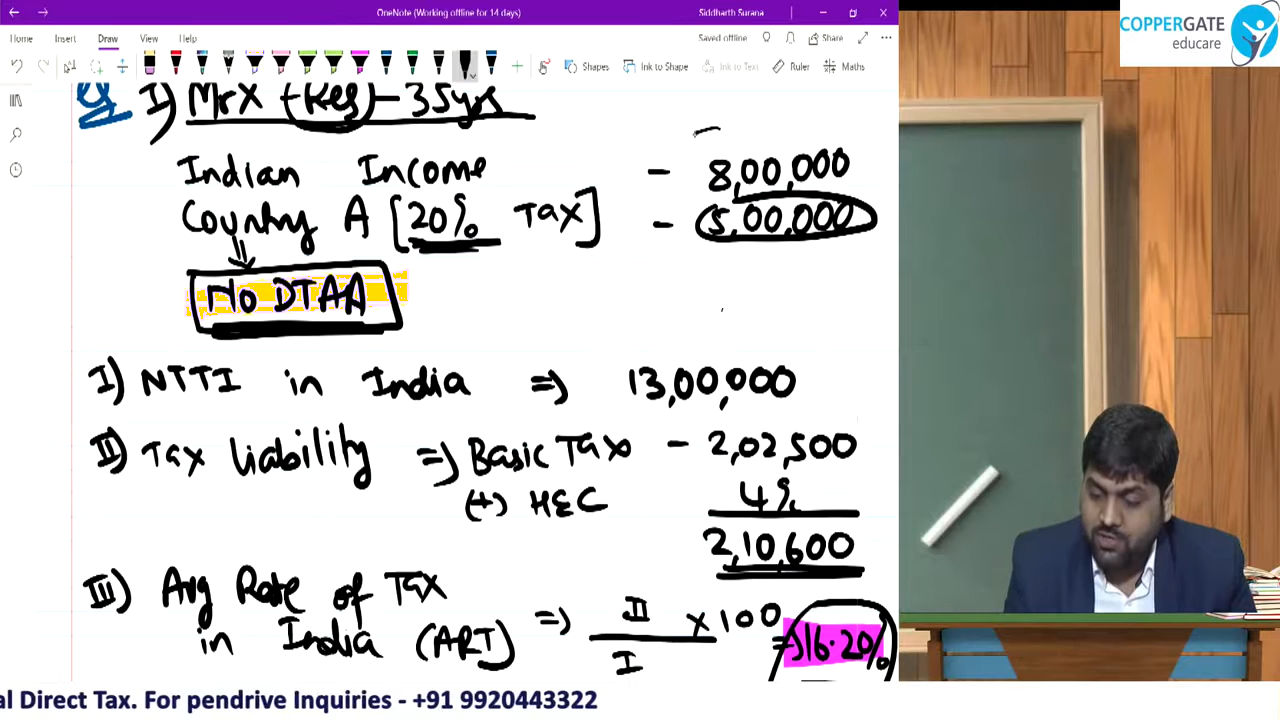 OneNote (Working offline for 14 days)
Siddharth Surana
Home Insert Draw View Help
Saved offline Share
Shapes Ink to Shape Ink to Text Ruler Maths
COPPERGATE
educare
Q I) Mr X (Res) - 35 yrs
Indian Income - 8,00,000
Country A [20% Tax] - 5,00,000
No DTAA
I) NTTI in India => 13,00,000
II) Tax liability => Basic Tax - 2,02,500
(+) HEC 4%
2,10,600
III) Avg Rate of Tax
in India (ART) => II / I x 100 => 16.20%
al Direct Tax. For pendrive Inquiries - +91 9920443322